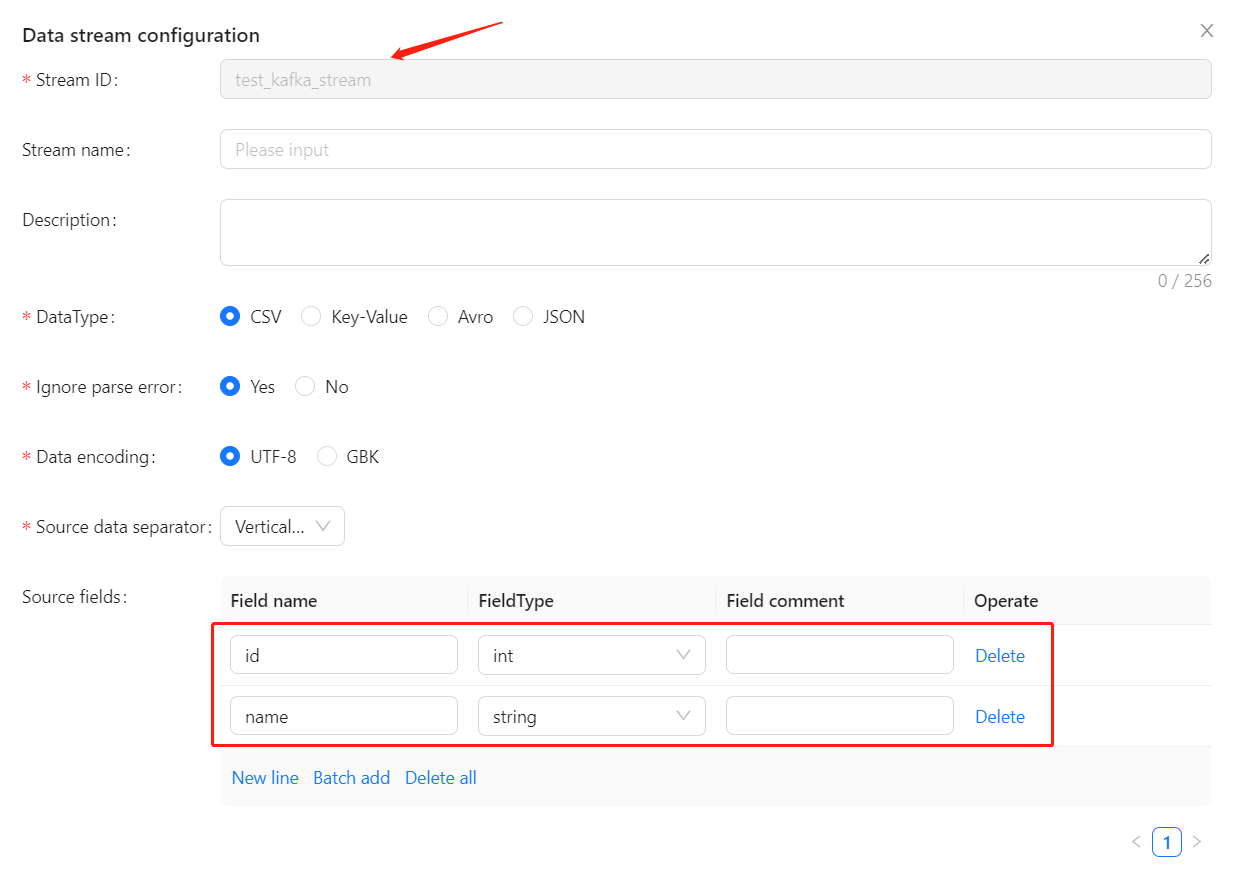 Data stream configuration
* Stream ID: test_kafka_stream
Stream name: Please input
Description:
0 / 256
* DataType: CSV Key-Value Avro JSON
* Ignore parse error: Yes No
* Data encoding: UTF-8 GBK
* Source data separator: Vertical...
Source fields: Field name FieldType Field comment Operate
id int Delete
name string Delete
New line Batch add Delete all
< 1 >